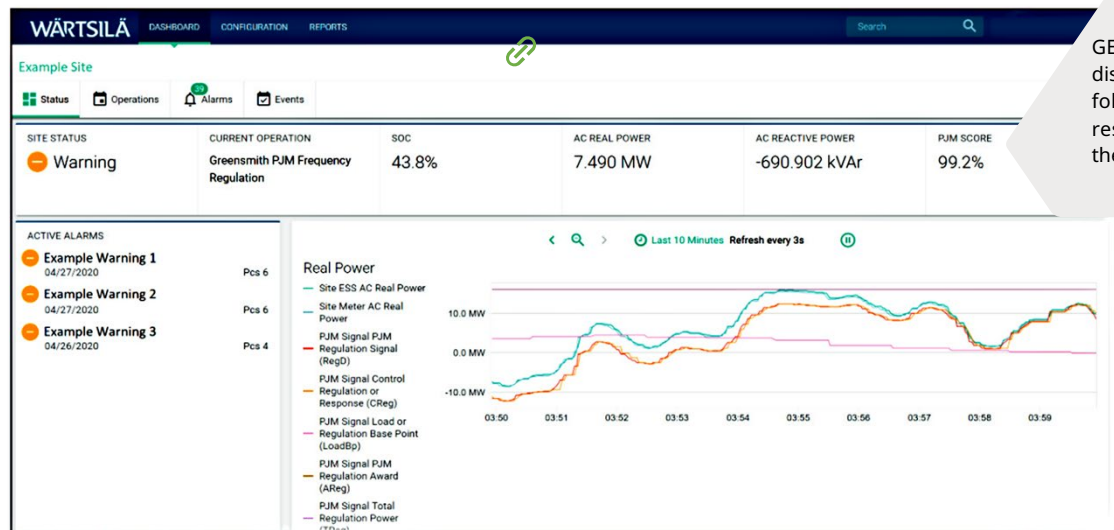 WÄRTSILÄ DASHBOARD CONFIGURATION REPORTS Search
Example Site
Status Operations 39 Alarms Events
SITE STATUS
Warning
CURRENT OPERATION
Greensmith PJM Frequency
Regulation
SOC
43.8%
AC REAL POWER
7.490 MW
AC REACTIVE POWER
-690.902 kVAr
PJM SCORE
99.2%
ACTIVE ALARMS
Example Warning 1
04/27/2020 Pcs 6
Example Warning 2
04/27/2020 Pcs 6
Example Warning 3
04/26/2020 Pcs 4
Last 10 Minutes Refresh every 3s
Real Power
Site ESS AC Real Power
Site Meter AC Real
Power
PJM Signal PJM
Regulation Signal
(RegD)
PJM Signal Control
Regulation or
Response (CReg)
PJM Signal Load or
Regulation Base Point
(LoadBp)
PJM Signal PJM
Regulation Award
(AReg)
PJM Signal Total
Regulation Power
10.0 MW
0.0 MW
-10.0 MW
03:50 03:51 03:52 03:53 03:54 03:55 03:56 03:57 03:58 03:59